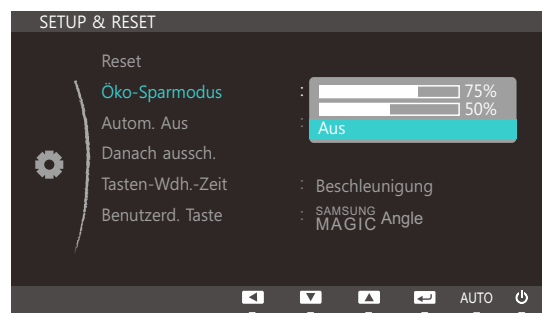 SETUP & RESET
Reset
Öko-Sparmodus : 75%
50%
Autom. Aus : Aus
Danach aussch.
Tasten-Wdh.-Zeit : Beschleunigung
Benutzerd. Taste : SAMSUNG MAGIC Angle
AUTO